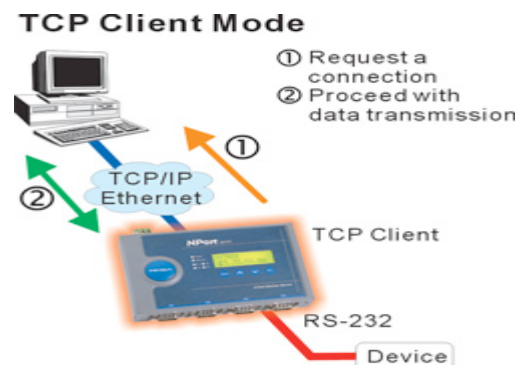 TCP Client Mode
① Request a
connection
② Proceed with
data transmission
①
②
TCP/IP
Ethernet
NPort
TCP Client
RS-232
Device